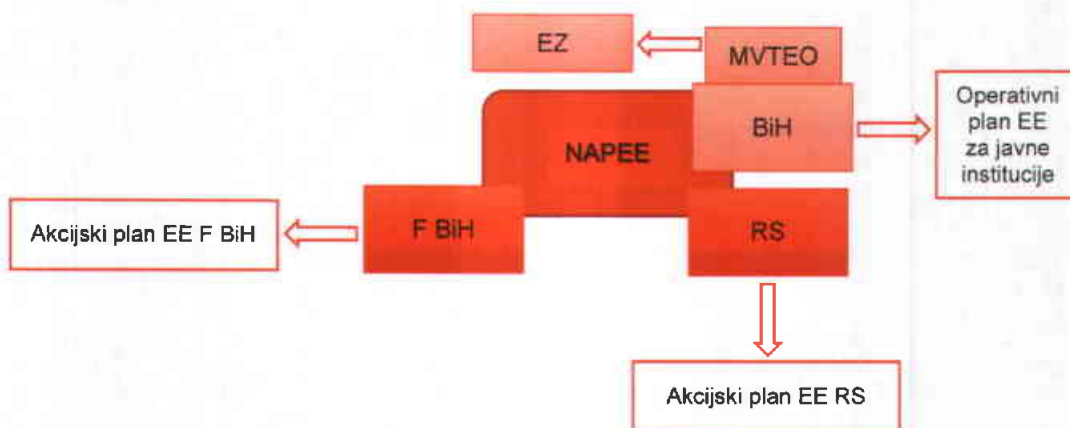 EZ
MVTEO
BiH
Operativni
plan EE
za javne
institucije
NAPEE
Akcijski plan EE F BiH
F BiH
RS
Akcijski plan EE RS